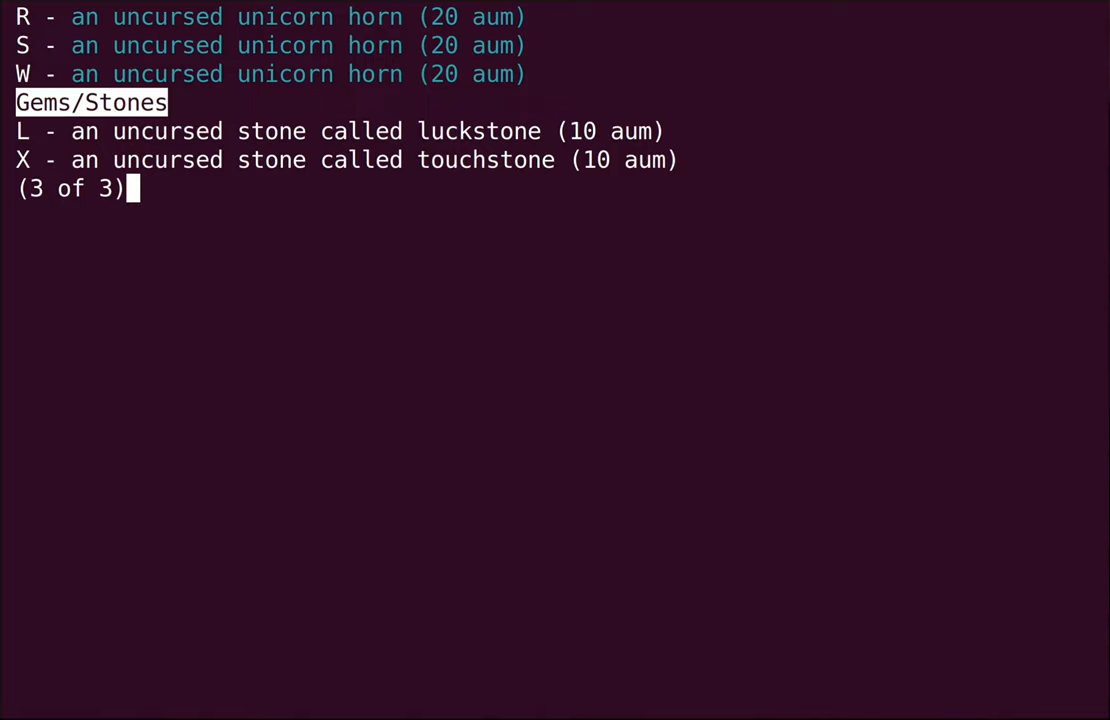 R - an uncursed unicorn horn (20 aum)
S - an uncursed unicorn horn (20 aum)
W - an uncursed unicorn horn (20 aum)
Gems/Stones
L - an uncursed stone called luckstone (10 aum)
X - an uncursed stone called touchstone (10 aum)
(3 of 3)